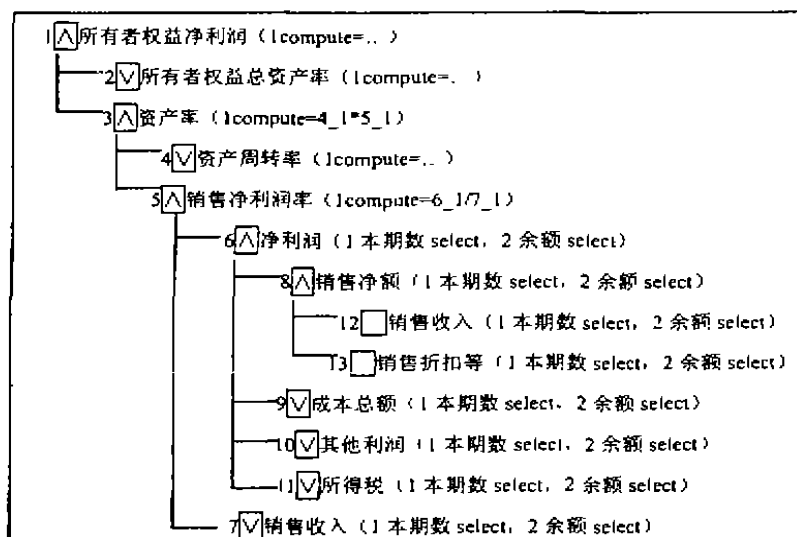 1 所有者权益净利润（1compute=..）
2 所有者权益总资产率（1compute=.）
3 资产率（1compute=4_1*5_1）
4 资产周转率（1compute=..）
5 销售净利润率（1compute=6_1/7_1）
6 净利润（1 本期数 select，2 余额 select）
8 销售净额（1 本期数 select，2 余额 select）
12 销售收入（1 本期数 select，2 余额 select）
13 销售折扣等（1 本期数 select，2 余额 select）
9 成本总额（1 本期数 select，2 余额 select）
10 其他利润（1 本期数 select，2 余额 select）
11 所得税（1 本期数 select，2 余额 select）
7 销售收入（1 本期数 select，2 余额 select）